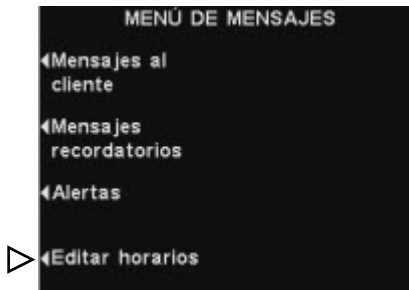 MENÚ DE MENSAJES
Mensajes al
cliente
Mensajes
recordatorios
Alertas
Editar horarios